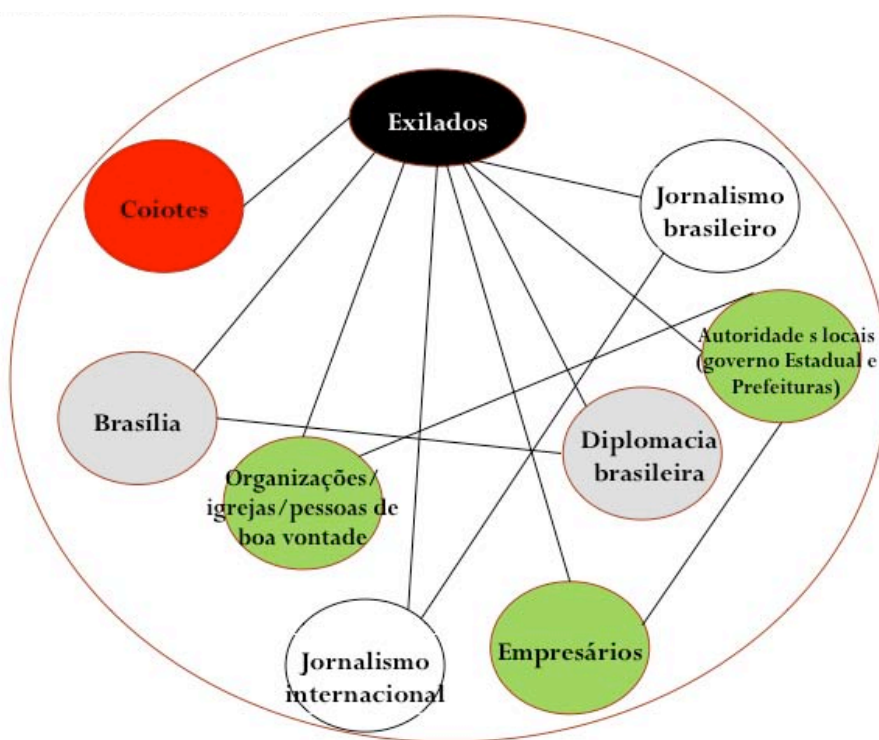 Exilados
Coiotes
Jornalismo
brasileiro
Autoridade s locais
(governo Estadual e
Prefeituras)
Brasília
Diplomacia
brasileira
Organizações/
igrejas/pessoas de
boa vontade
Empresários
Jornalismo
internacional